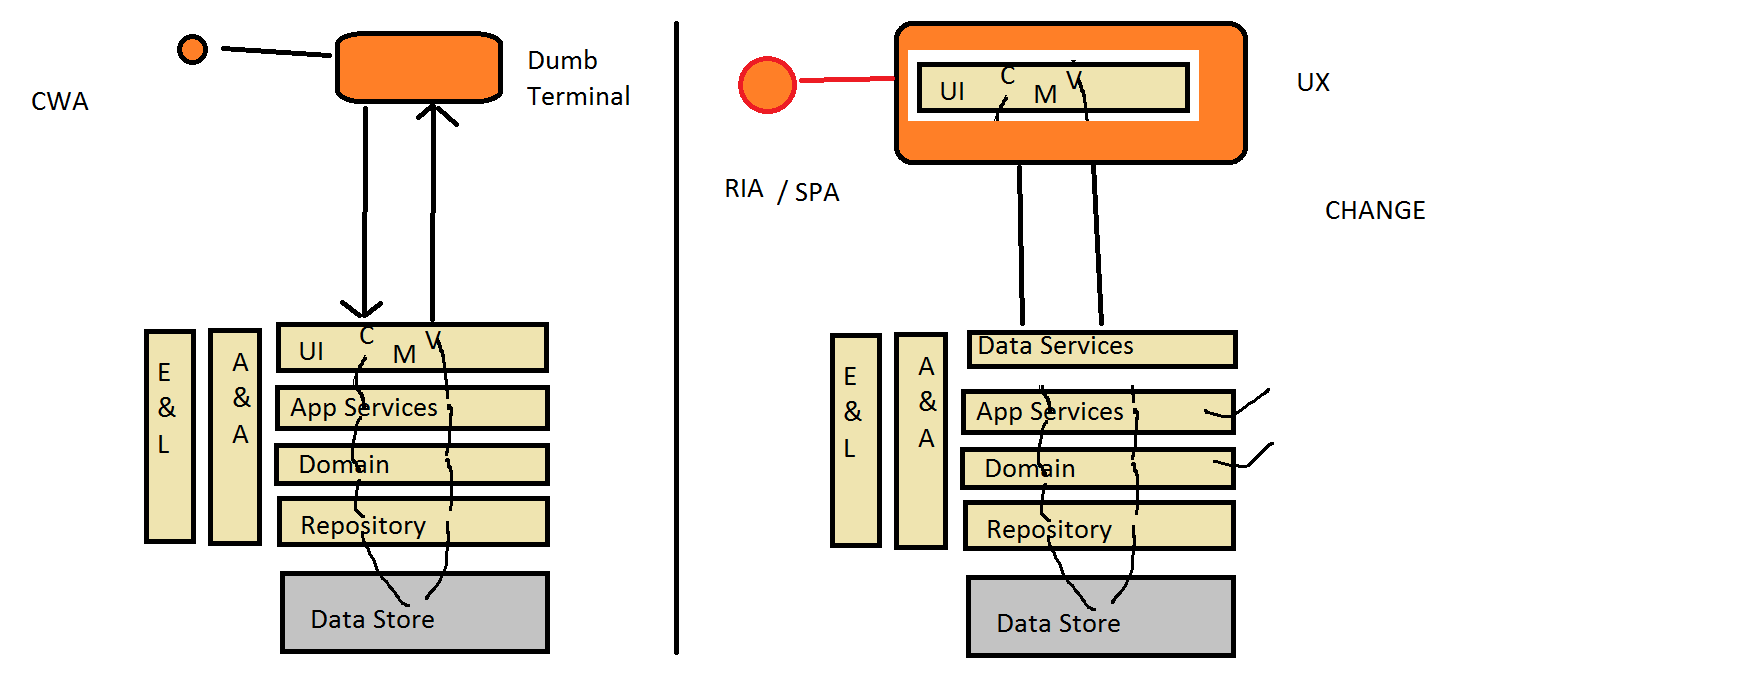 CWA
Dumb
Terminal
UI C M V
App Services
Domain
Repository
Data Store
E
&
L
A
&
A
RIA / SPA
UI C M V
UX
CHANGE
Data Services
App Services
Domain
Repository
Data Store
E
&
L
A
&
A